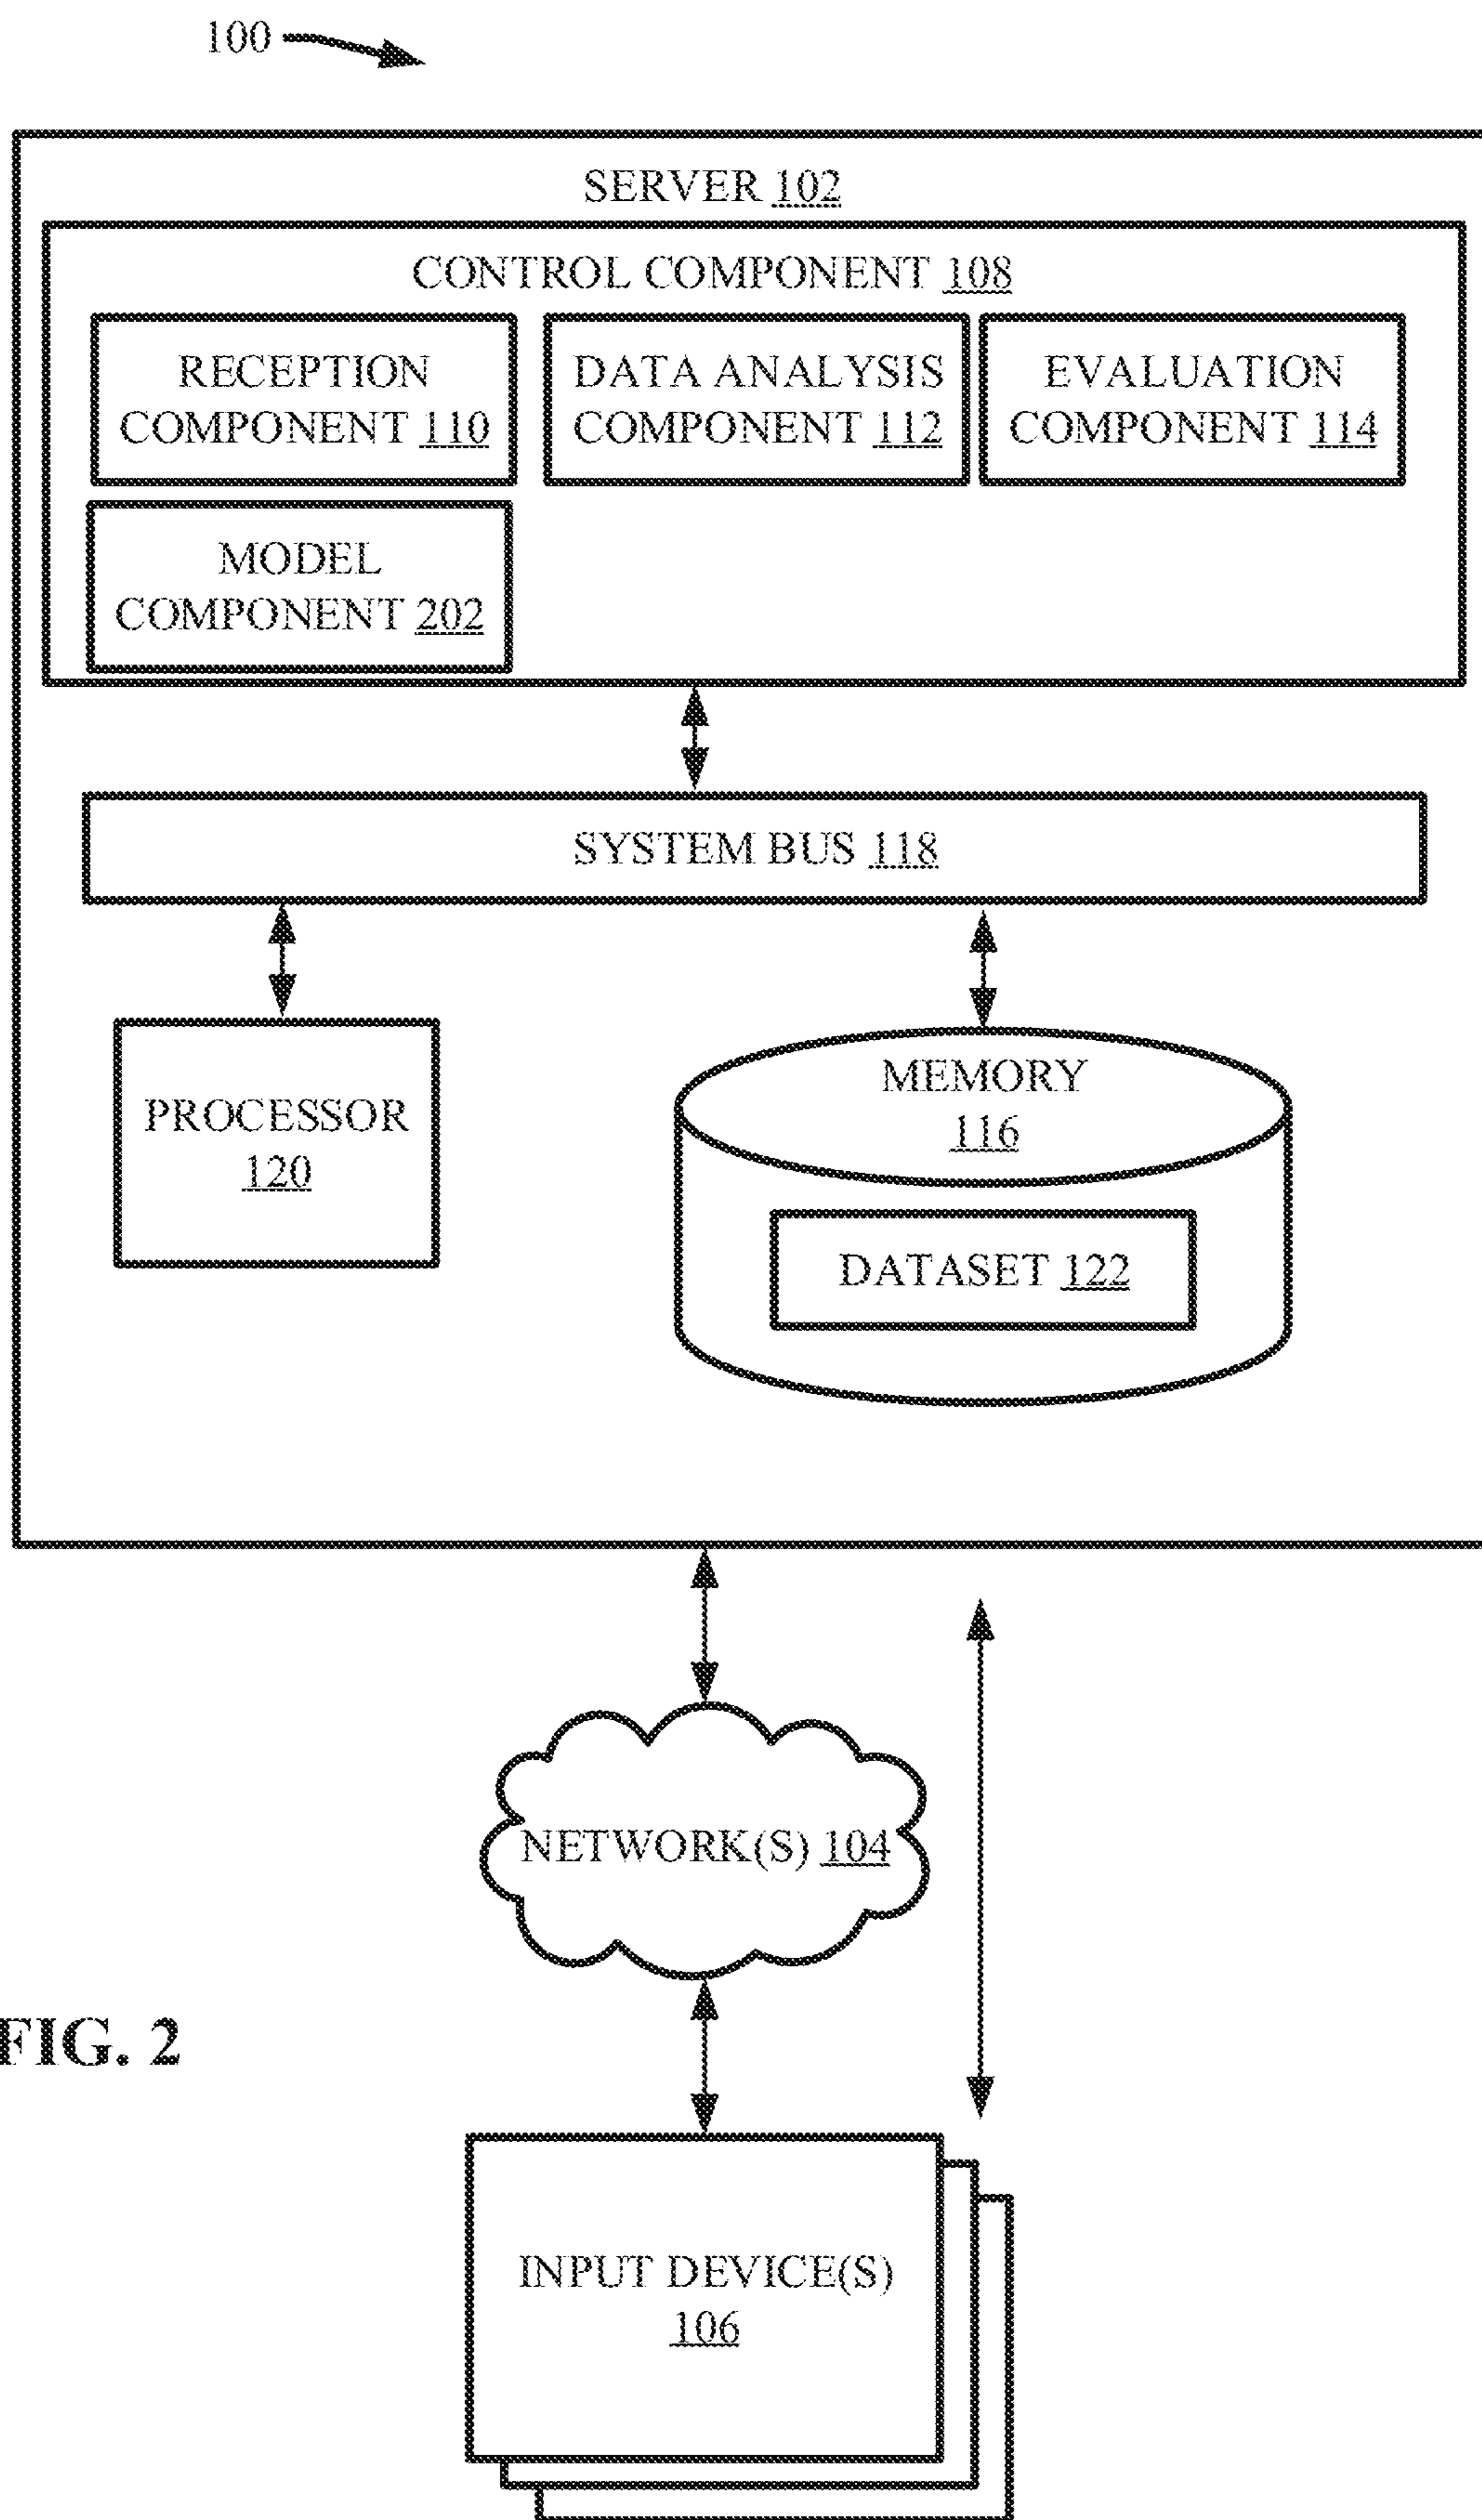 100
SERVER 102
CONTROL COMPONENT 108
RECEPTION
COMPONENT 110
DATA ANALYSIS
COMPONENT 112
EVALUATION
COMPONENT 114
MODEL
COMPONENT 202
SYSTEM BUS 118
PROCESSOR
120
MEMORY
116
DATASET 122
NETWORK(S) 104
FIG. 2
INPUT DEVICE(S)
106